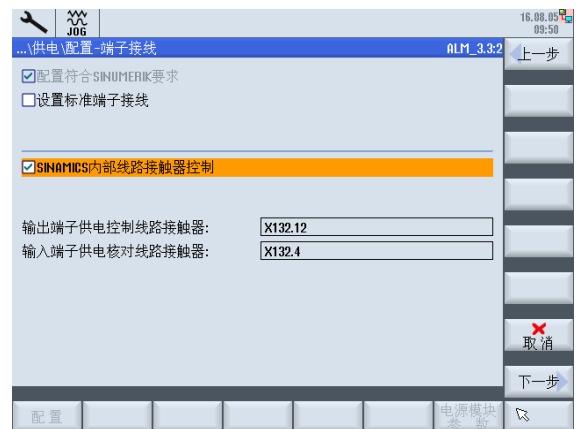 JOG
16.08.05
09:50
...\供电\配置-端子接线
ALM_3.3:2
上一步
配置符合SINUMERIK要求
设置标准端子接线
SINAMICS内部线路接触器控制
输出端子供电控制线路接触器:
X132.12
输入端子供电核对线路接触器:
X132.4
取消
下一步
配置
电源模块
参数